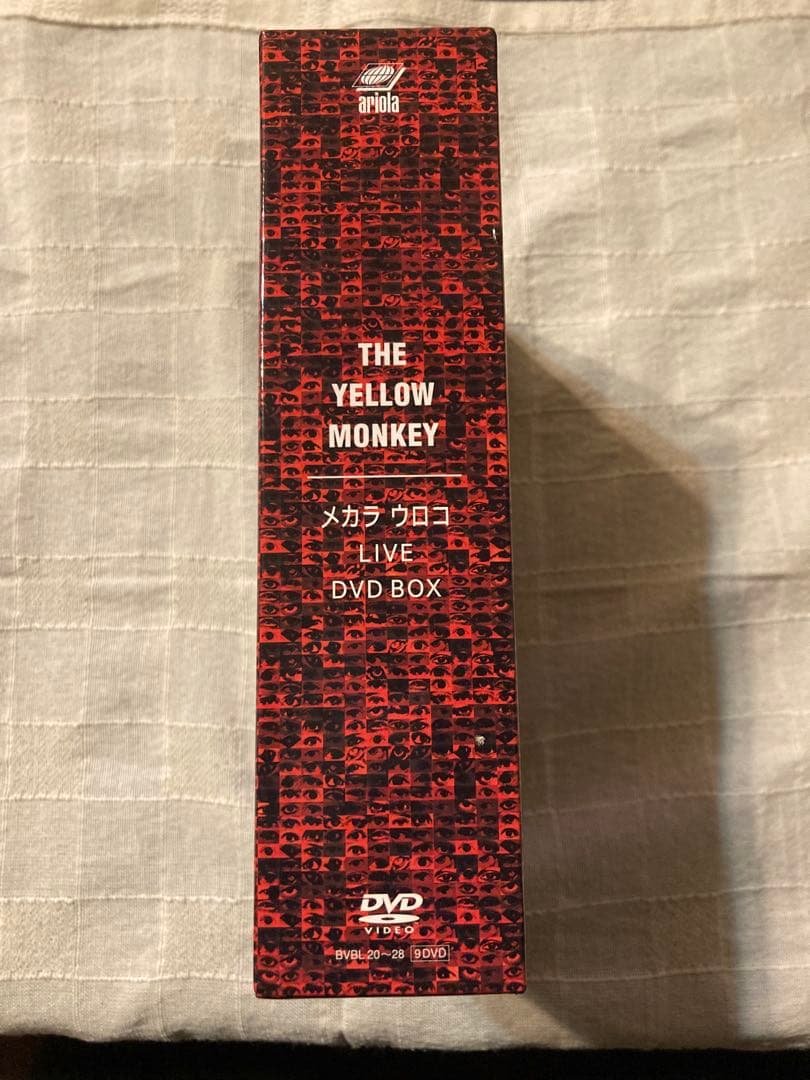 ariola
THE
YELLOW
MONKEY
メカラ ウロコ
LIVE
DVD BOX
DVD
VIDEO
BVBL 20〜28 9DVD